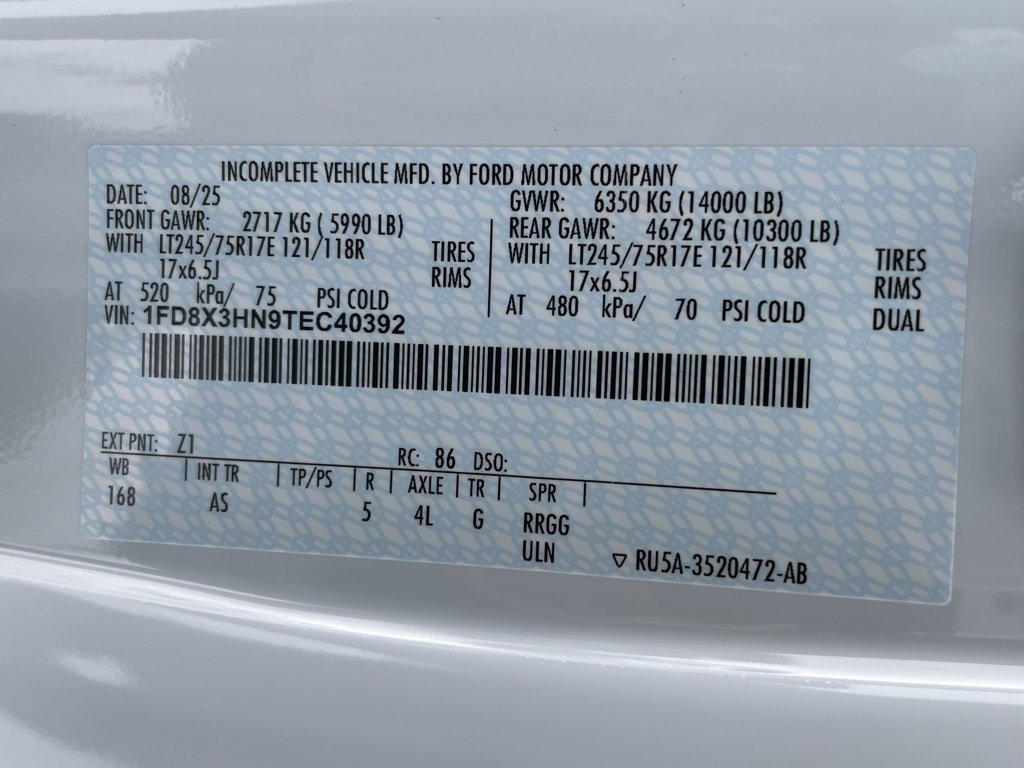 INCOMPLETE VEHICLE MFD. BY FORD MOTOR COMPANY
DATE: 08/25 GVWR: 6350 KG (14000 LB)
FRONT GAWR: 2717 KG ( 5990 LB) REAR GAWR: 4672 KG (10300 LB)
WITH LT245/75R17E 121/118R TIRES WITH LT245/75R17E 121/118R TIRES
17x6.5J RIMS 17x6.5J RIMS
AT 520 kPa/ 75 PSI COLD AT 480 kPa/ 70 PSI COLD DUAL
VIN: 1FD8X3HN9TEC40392
EXT PNT: Z1 RC: 86 DSO:
WB | INT TR | TP/PS | R | AXLE | TR | SPR |
168 AS 5 4L G RRGG
ULN ▽ RU5A-3520472-AB